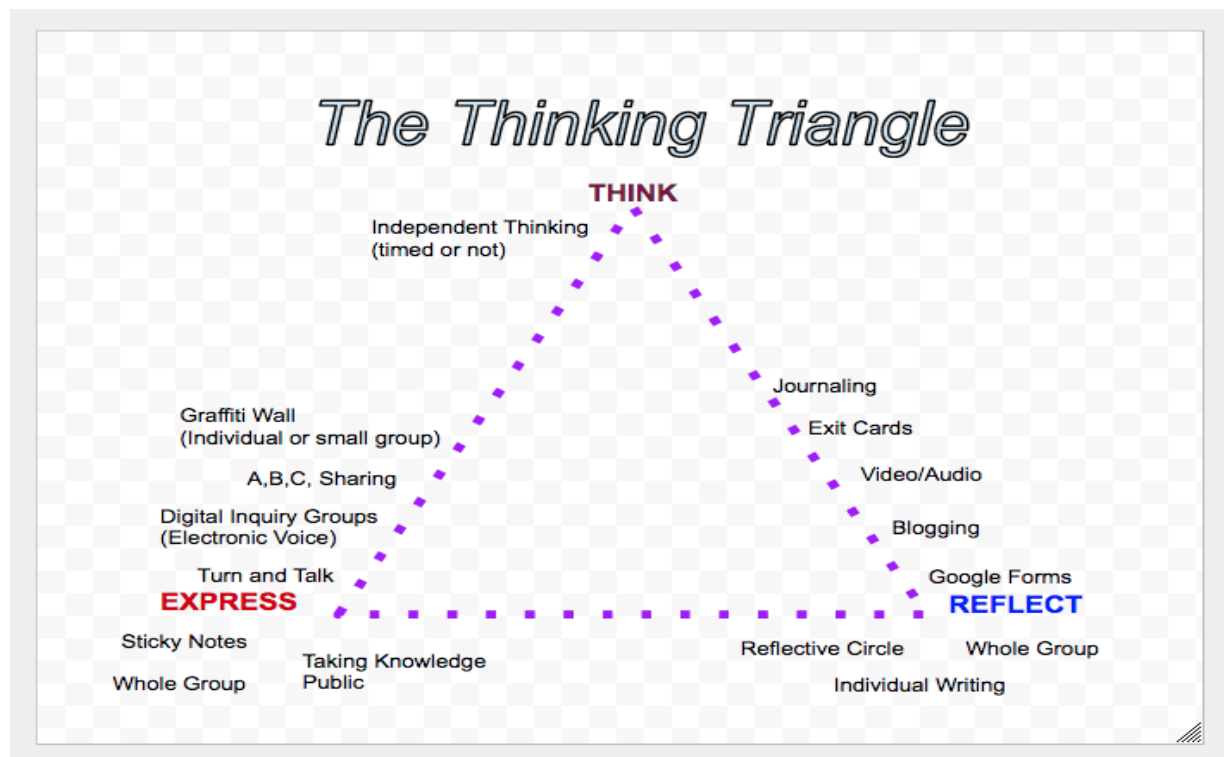 The Thinking Triangle
THINK
Independent Thinking
(timed or not)
Journaling
Graffiti Wall
(Individual or small group)
Exit Cards
A,B,C, Sharing
Video/Audio
Digital Inquiry Groups
(Electronic Voice)
Blogging
Turn and Talk
Google Forms
EXPRESS
REFLECT
Sticky Notes
Reflective Circle
Whole Group
Taking Knowledge
Public
Whole Group
Individual Writing